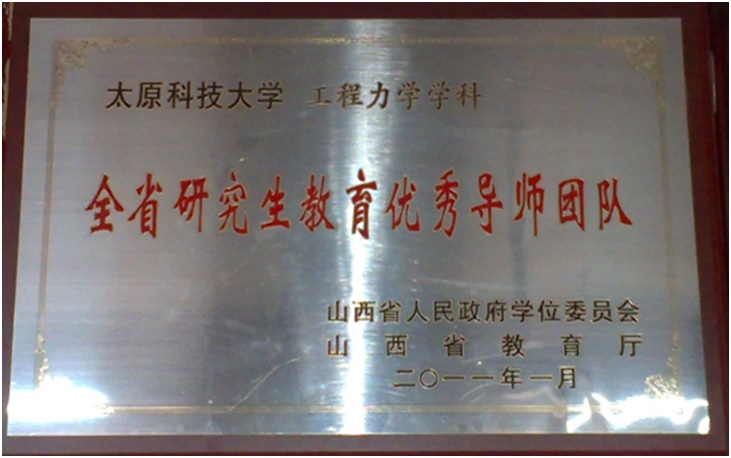 太原科技大学 工程力学学科
全省研究生教育优秀导师团队
山西省人民政府学位委员会
山西省教育厅
二〇一一年一月